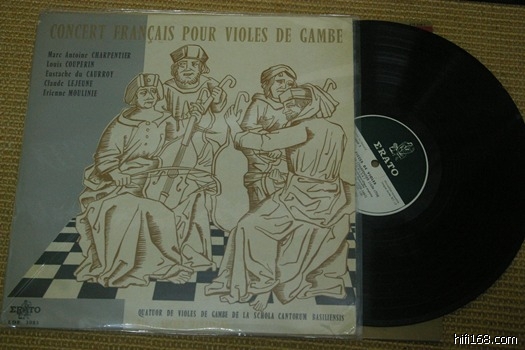 CONCERT FRANÇAIS POUR VIOLES DE GAMBE
Marc Antoine CHARPENTIER
Louis COUPERIN
Eustache du CAURROY
Claude LEJEUNE
Etienne MOULINIE
ERATO
QUATUOR DE VIOLES DE GAMBE DE LA SCHOLA CANTORUM BASILIENSIS
ERATO
hifi168.com